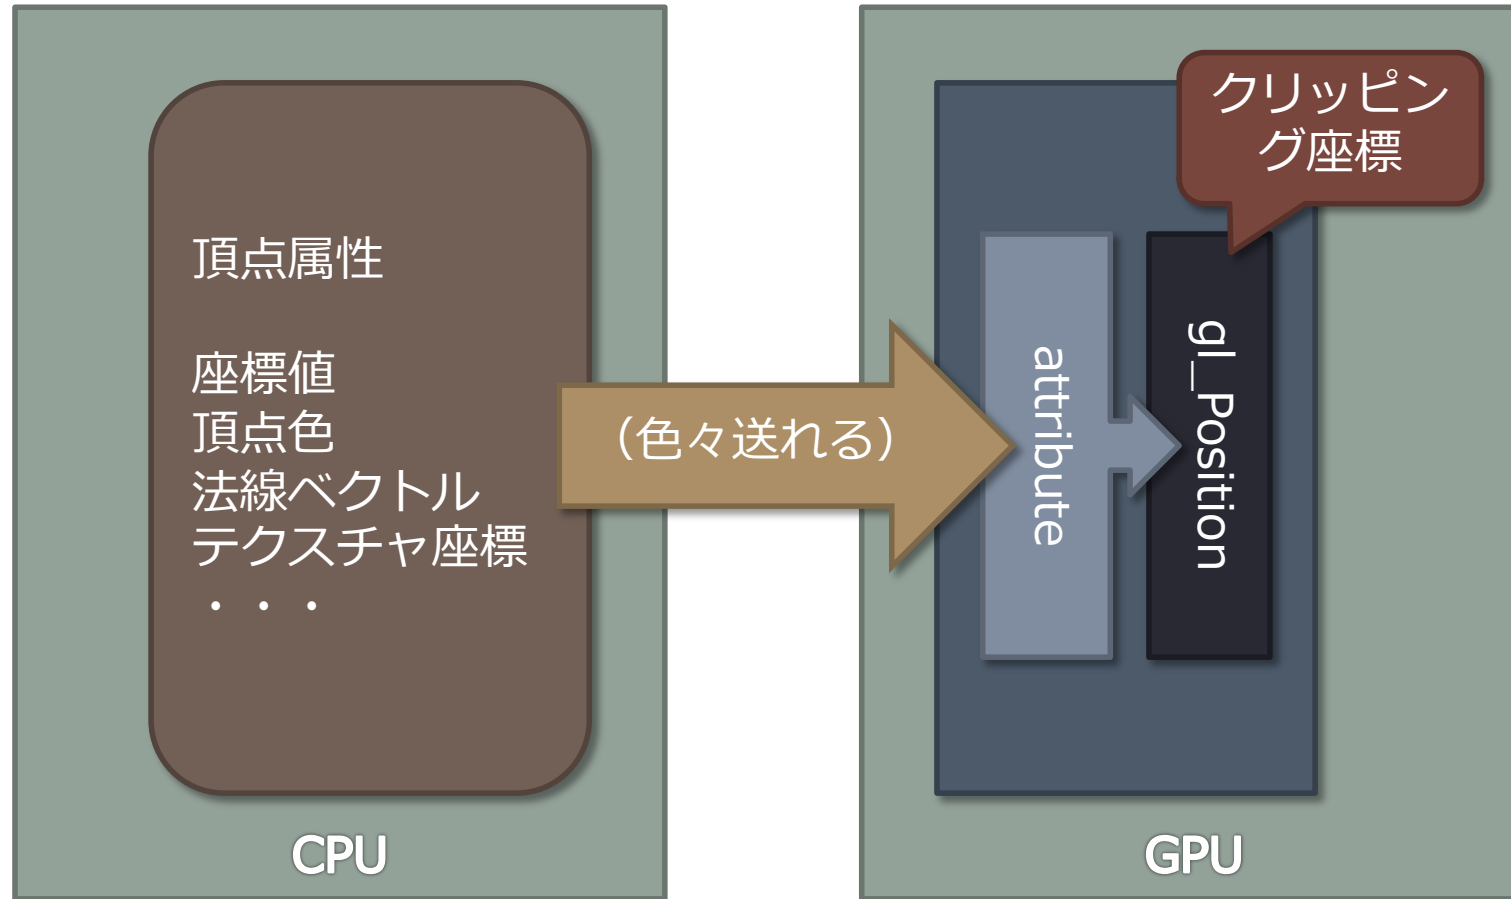 頂点属性
座標値
頂点色
法線ベクトル
テクスチャ座標
・・・
CPU
（色々送れる）
クリッピン
グ座標
attribute
gl_Position
GPU